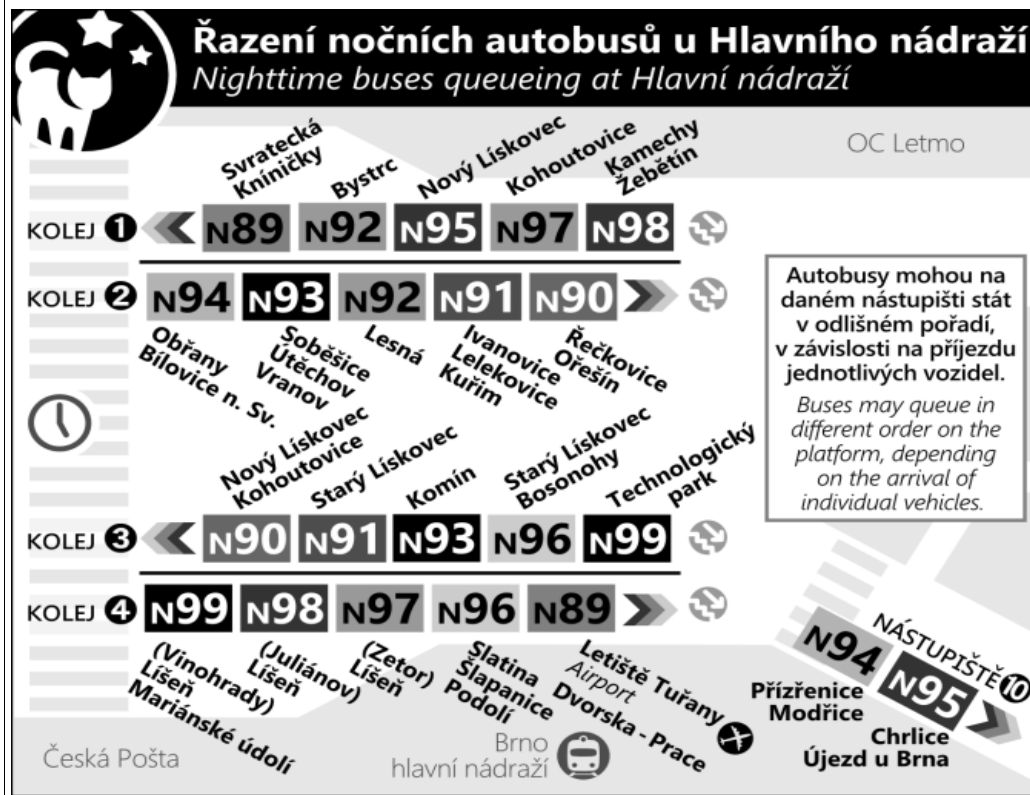 Řazení nočních autobusů u Hlavního nádraží
Nighttime buses queueing at Hlavní nádraží
OC Letmo
Svratecká
Kníničky
Bystrc
Nový Lískovec
Kohoutovice
Kamechy
Žebětín
KOLEJ 1 N89 N92 N95 N97 N98
KOLEJ 2 N94 N93 N92 N91 N90
Obřany
Bílovice n. Sv.
Soběšice
Útěchov
Vranov
Lesná
Ivanovice
Lelekovice
Kuřim
Řečkovice
Ořešín
Autobusy mohou na
daném nástupišti stát
v odlišném pořadí,
v závislosti na příjezdu
jednotlivých vozidel.
Buses may queue in
different order on the
platform, depending
on the arrival of
individual vehicles.
Nový Lískovec
Kohoutovice
Starý Lískovec
Komín
Starý Lískovec
Bosonohy
Technologický
park
KOLEJ 3 N90 N91 N93 N96 N99
KOLEJ 4 N99 N98 N97 N96 N89
(Vinohrady)
Líšeň
Mariánské údolí
(Juliánov)
Líšeň
(Zetor)
Líšeň
Slatina
Šlapanice
Podolí
Letiště Tuřany
Airport
Dvorska - Prace
NÁSTUPIŠTĚ 10
N94 N95
Přízřenice
Modřice
Chrlice
Újezd u Brna
Česká Pošta
Brno
hlavní nádraží